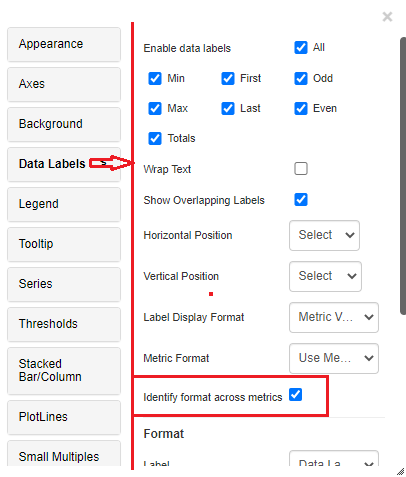 ×
Appearance
Axes
Background
Data Labels >
Legend
Tooltip
Series
Thresholds
Stacked
Bar/Column
PlotLines
Small Multiples
Enable data labels All
Min First Odd
Max Last Even
Totals
Wrap Text
Show Overlapping Labels
Horizontal Position Select
Vertical Position Select
Label Display Format Metric V...
Metric Format Use Me...
Identify format across metrics
Format
Label Data La...